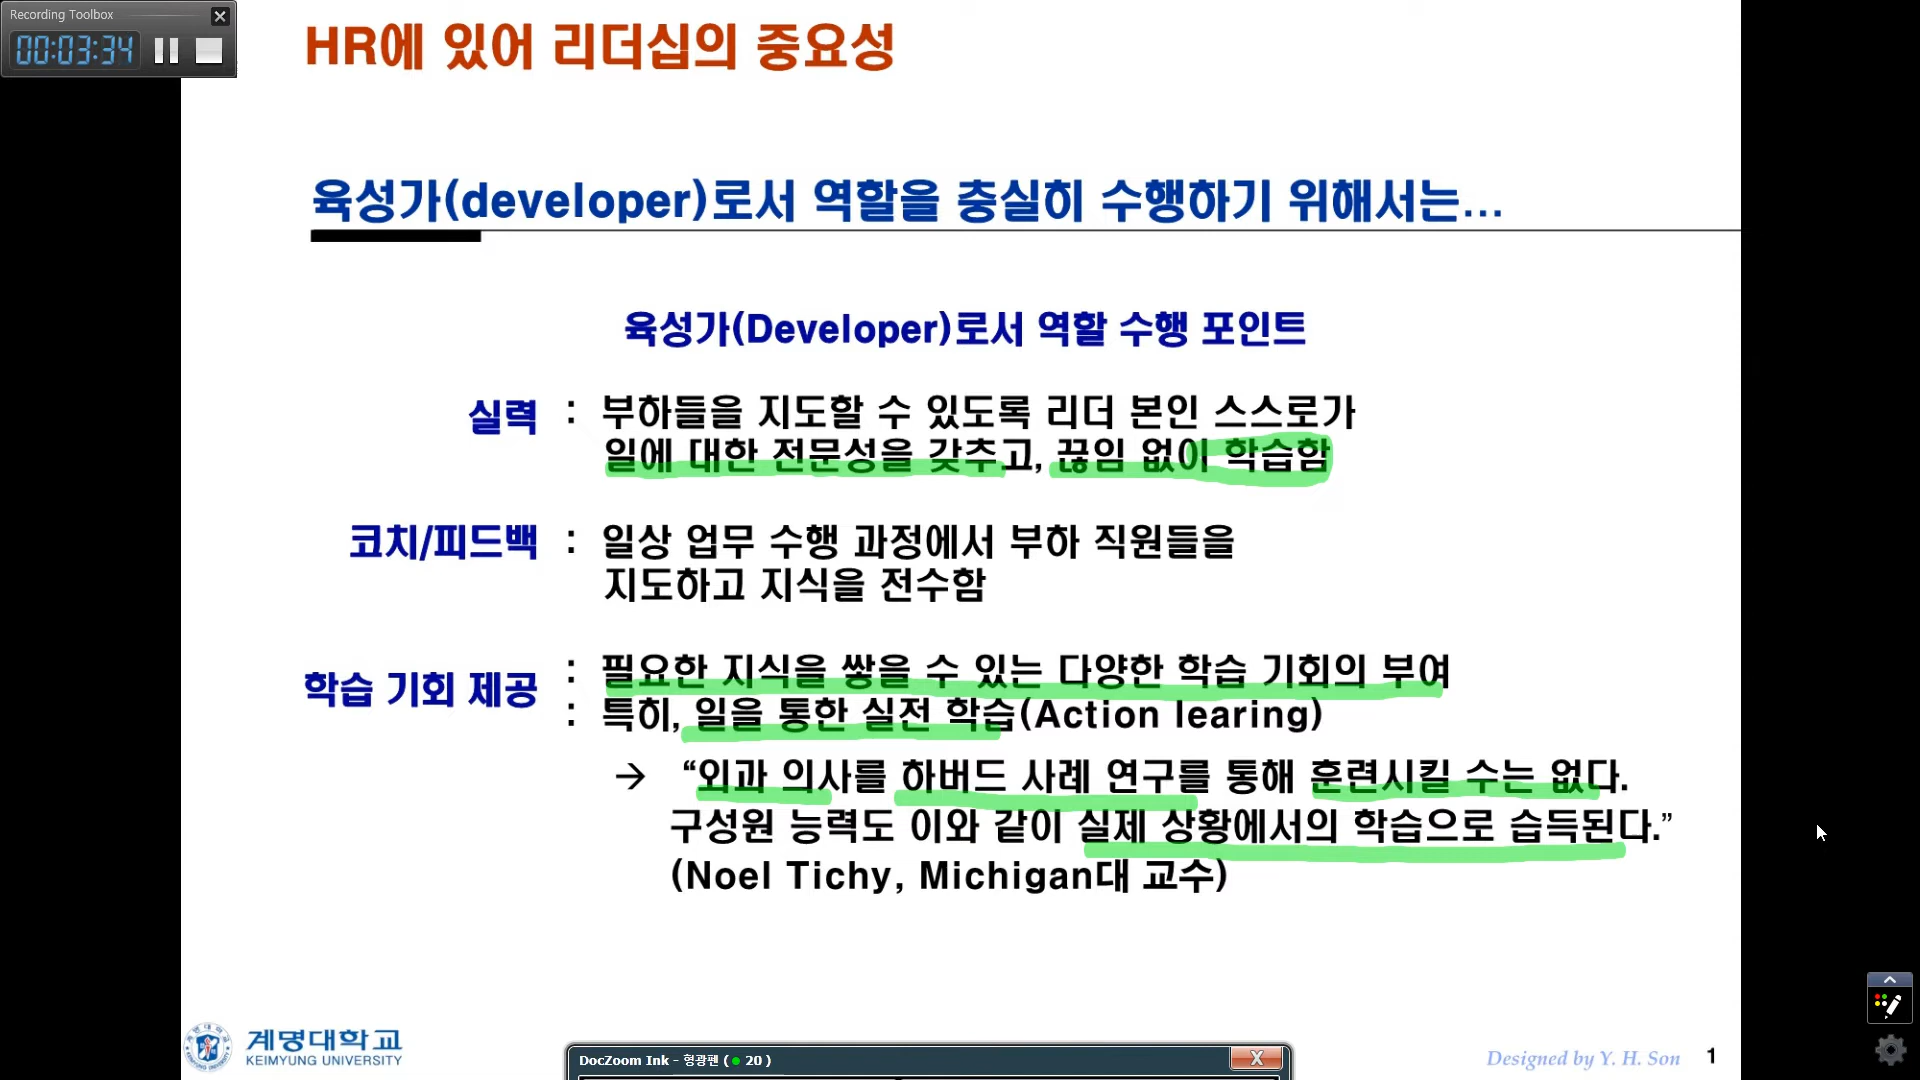 Recording Toolbox
00:03:34
HR에 있어 리더십의 중요성
육성가(developer)로서 역할을 충실히 수행하기 위해서는...
육성가(Developer)로서 역할 수행 포인트
실력 : 부하들을 지도할 수 있도록 리더 본인 스스로가
일에 대한 전문성을 갖추고, 끊임 없이 학습함
코치/피드백 : 일상 업무 수행 과정에서 부하 직원들을
지도하고 지식을 전수함
학습 기회 제공 : 필요한 지식을 쌓을 수 있는 다양한 학습 기회의 부여
: 특히, 일을 통한 실전 학습(Action learing)
→ “외과 의사를 하버드 사례 연구를 통해 훈련시킬 수는 없다.
구성원 능력도 이와 같이 실제 상황에서의 학습으로 습득된다.”
(Noel Tichy, Michigan대 교수)
계명대학교
KEIMYUNG UNIVERSITY
DocZoom Ink - 형광펜 ( ● 20 )
Designed by Y. H. Son 1